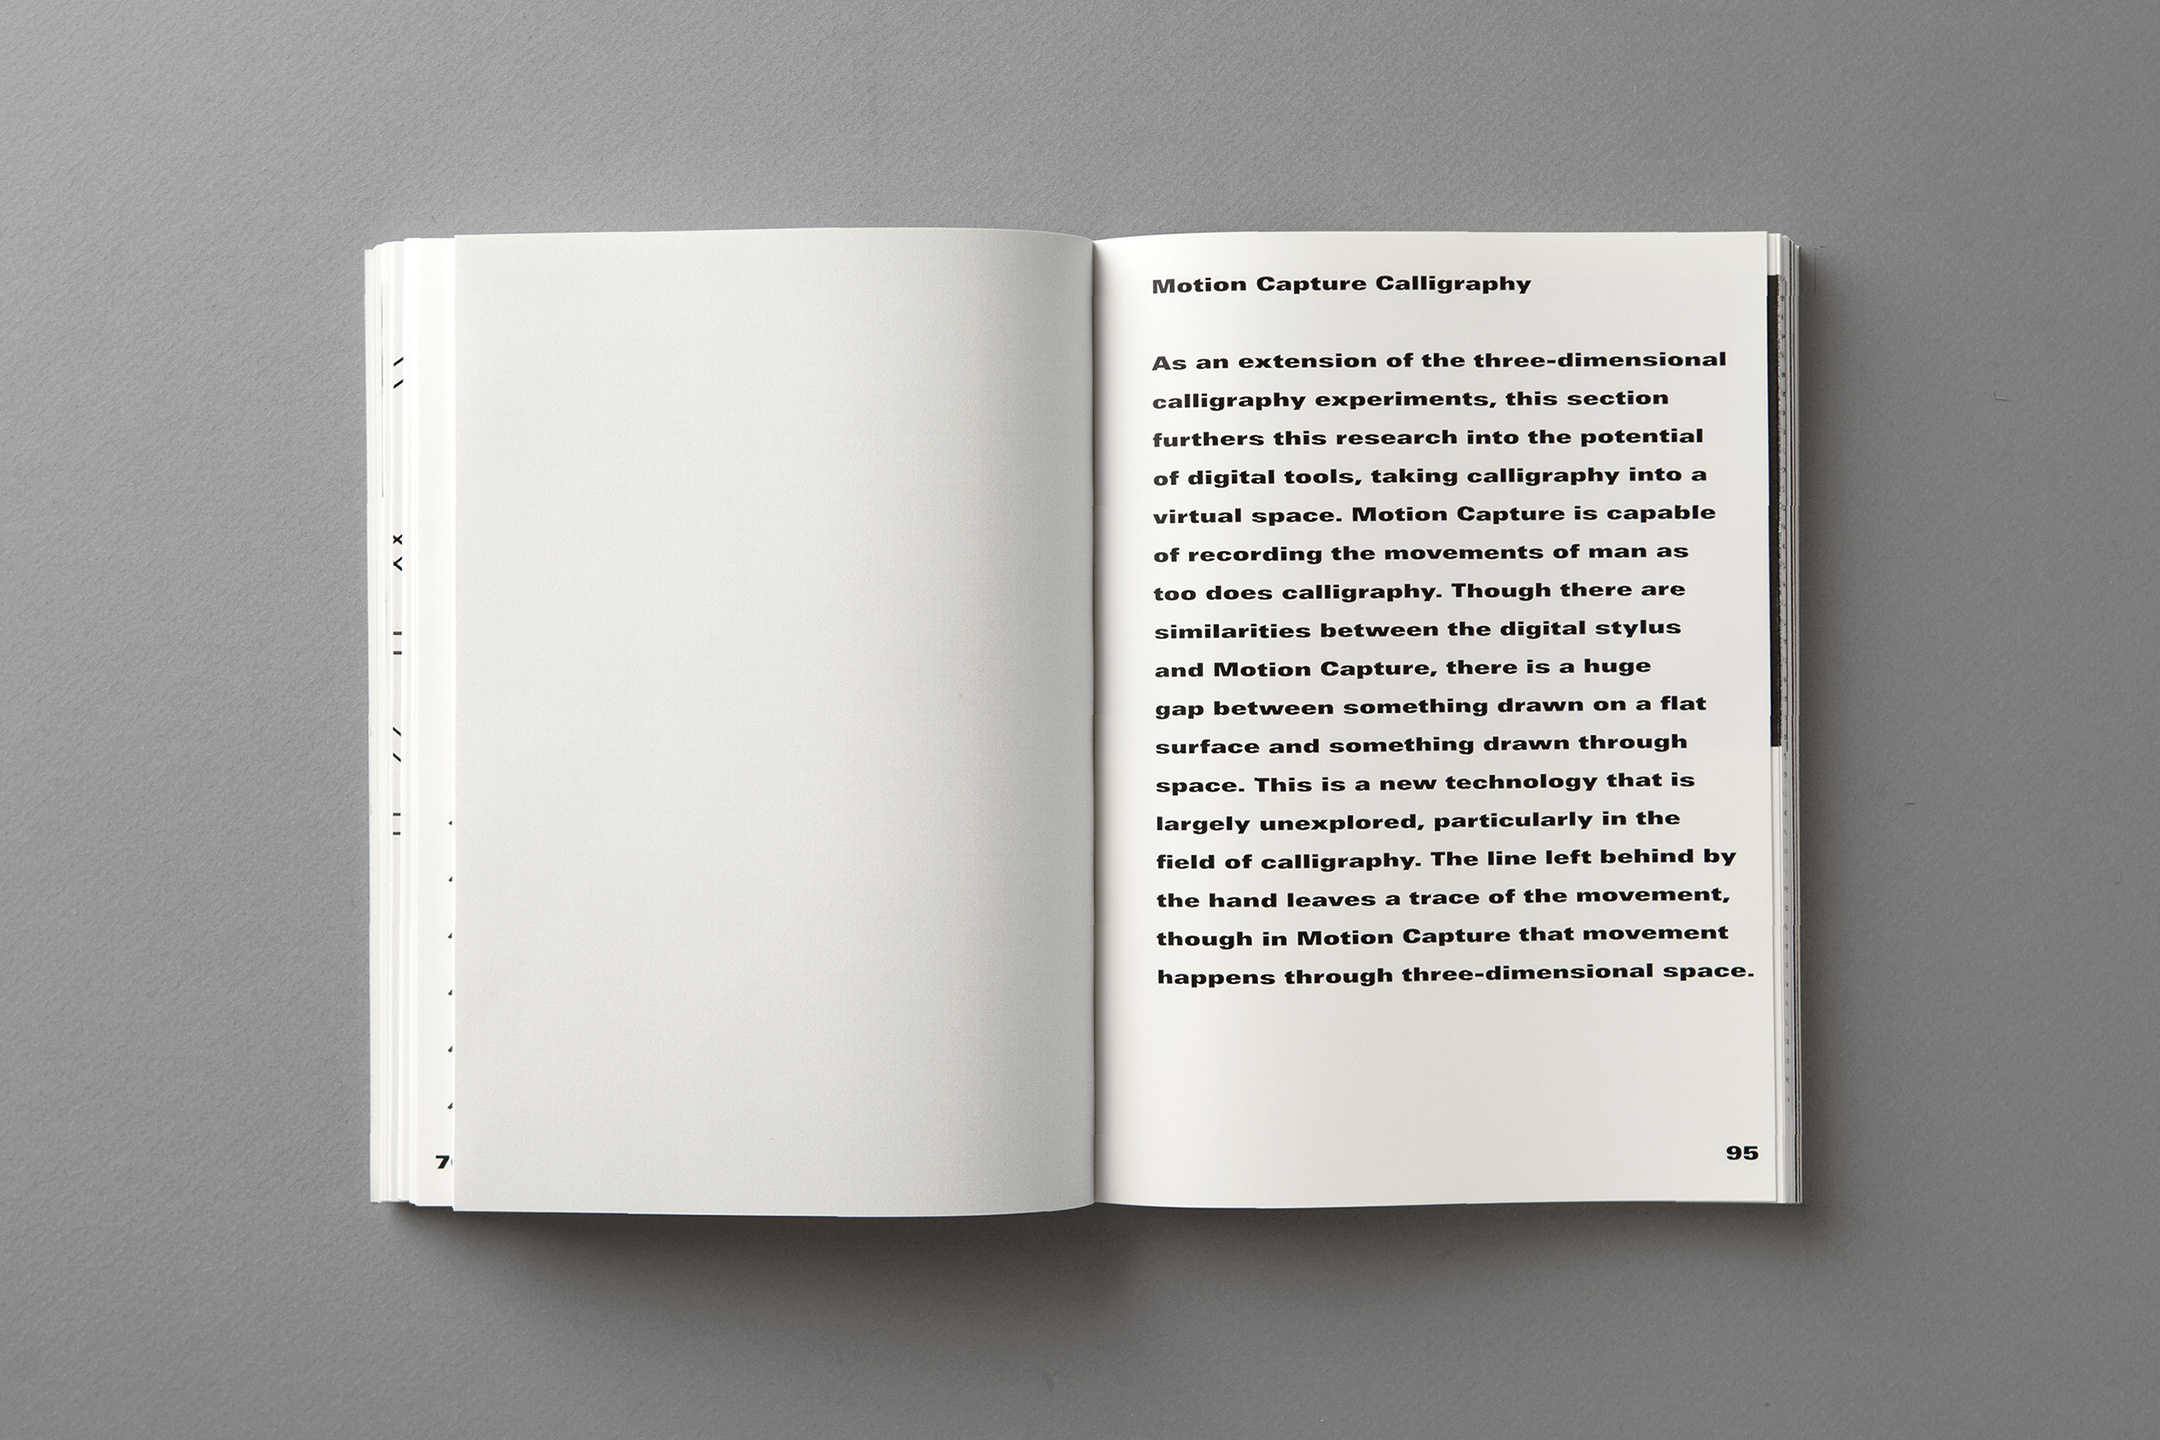 Motion Capture Calligraphy
As an extension of the three-dimensional
calligraphy experiments, this section
furthers this research into the potential
of digital tools, taking calligraphy into a
virtual space. Motion Capture is capable
of recording the movements of man as
too does calligraphy. Though there are
similarities between the digital stylus
and Motion Capture, there is a huge
gap between something drawn on a flat
surface and something drawn through
space. This is a new technology that is
largely unexplored, particularly in the
field of calligraphy. The line left behind by
the hand leaves a trace of the movement,
though in Motion Capture that movement
happens through three-dimensional space.
95